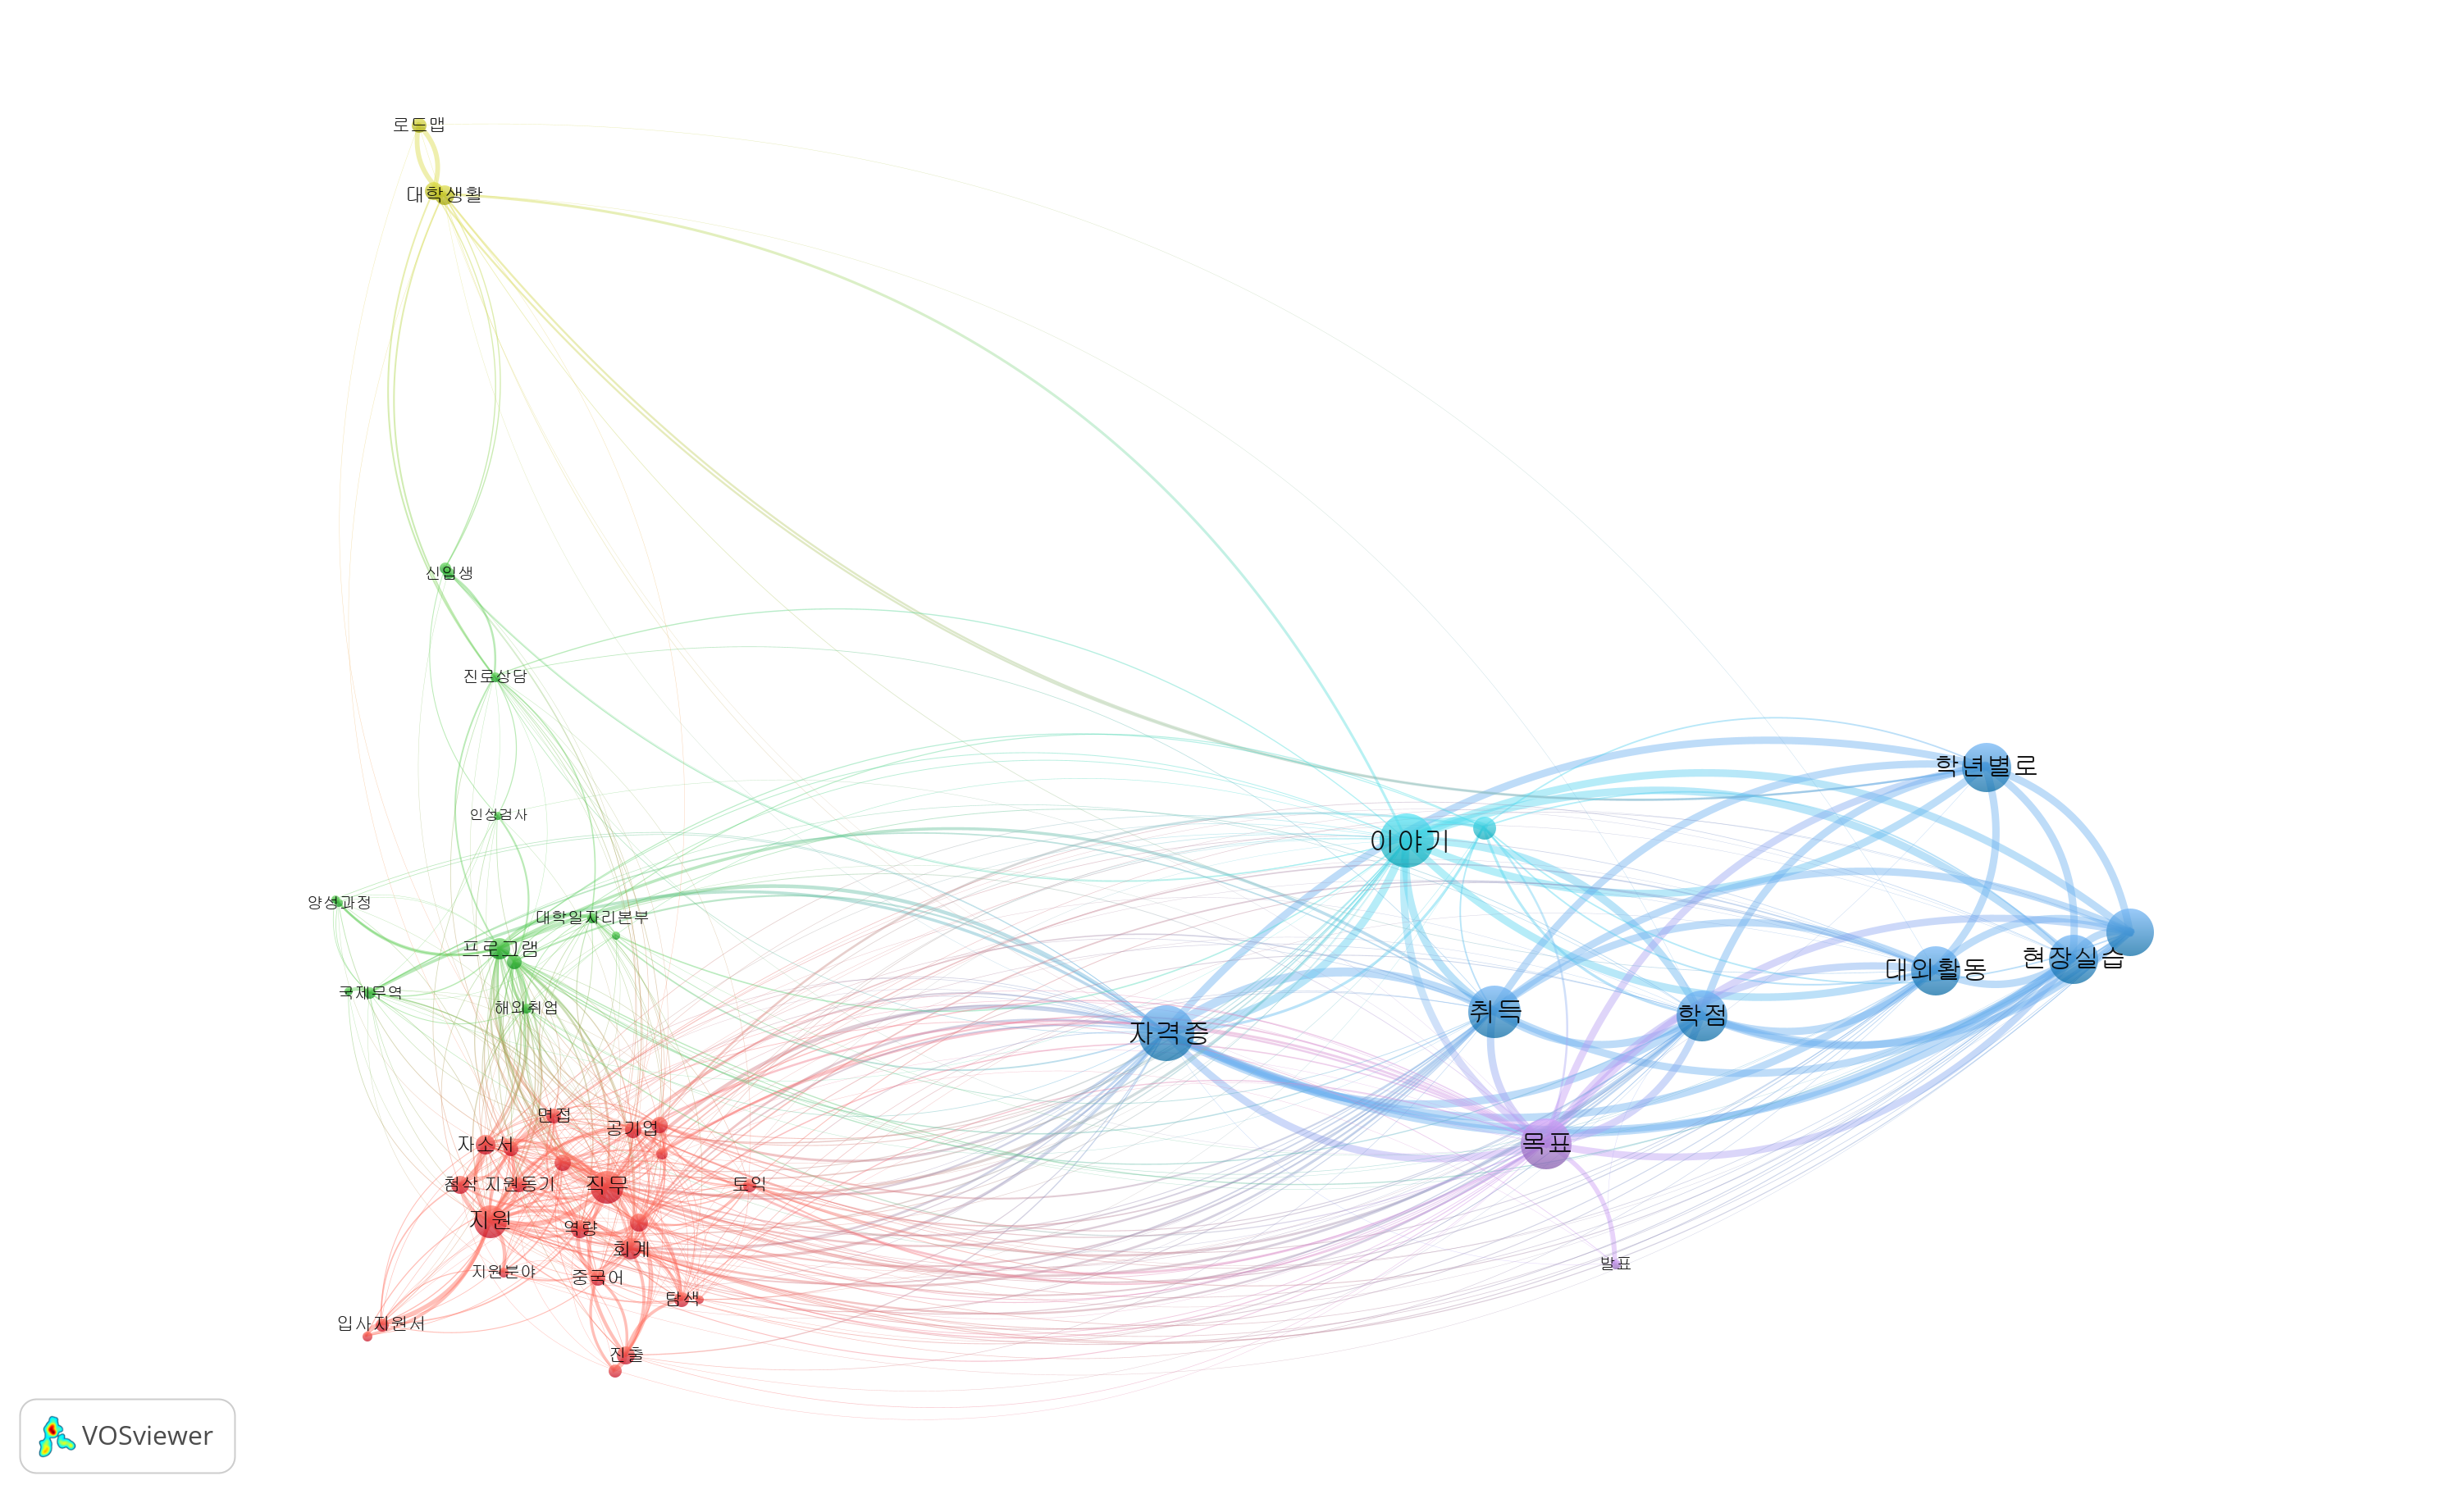 로드맵
대학생활
신입생
진로상담
인성검사
양성과정
대학일자리본부
프로그램
국제무역
해외취업
학년별로
이야기
현장실습
대외활동
취득
학점
자격증
목표
발표
면접
공기업
자소서
첨삭
지원동기
직무
토익
지원
역량
회계
지원분야
중국어
탐색
입사지원서
진출
VOSviewer